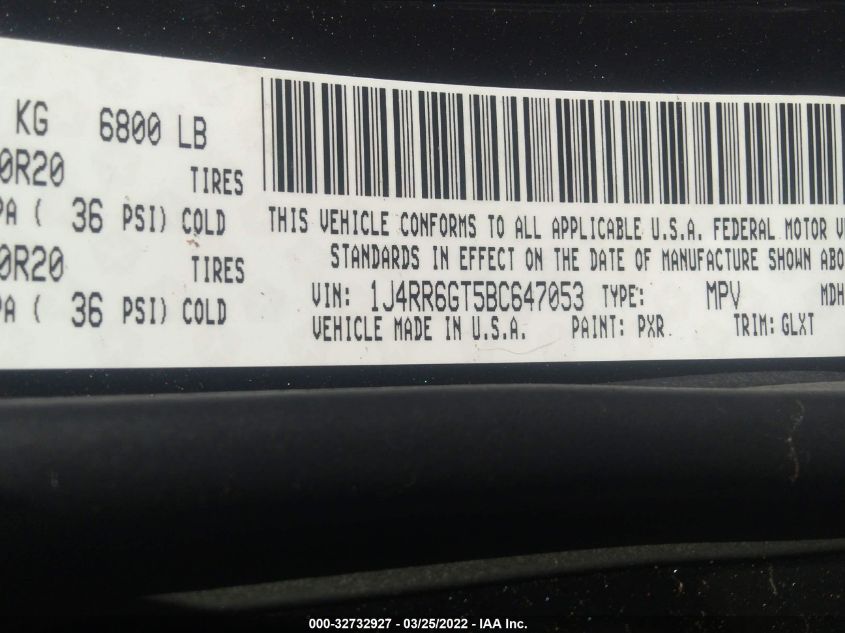 KG 6800 LB
0R20 TIRES
PA ( 36 PSI) COLD
0R20 TIRES
PA ( 36 PSI) COLD
THIS VEHICLE CONFORMS TO ALL APPLICABLE U.S.A. FEDERAL MOTOR
STANDARDS IN EFFECT ON THE DATE OF MANUFACTURE SHOWN ABO
VIN: 1J4RR6GT5BC647053 TYPE: MPV MDH
VEHICLE MADE IN U.S.A. PAINT: PXR TRIM: GLXT
000-32732927 - 03/25/2022 - IAA Inc.